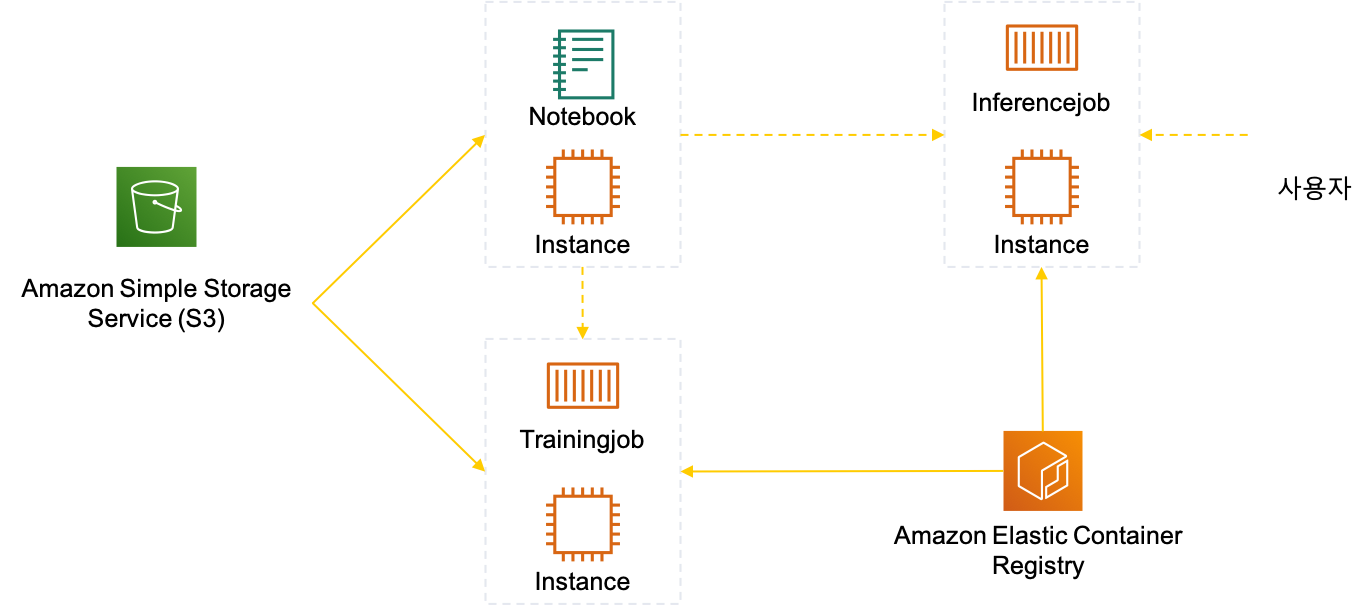 Notebook
Instance
Inferencejob
Instance
사용자
Amazon Simple Storage
Service (S3)
Trainingjob
Instance
Amazon Elastic Container
Registry